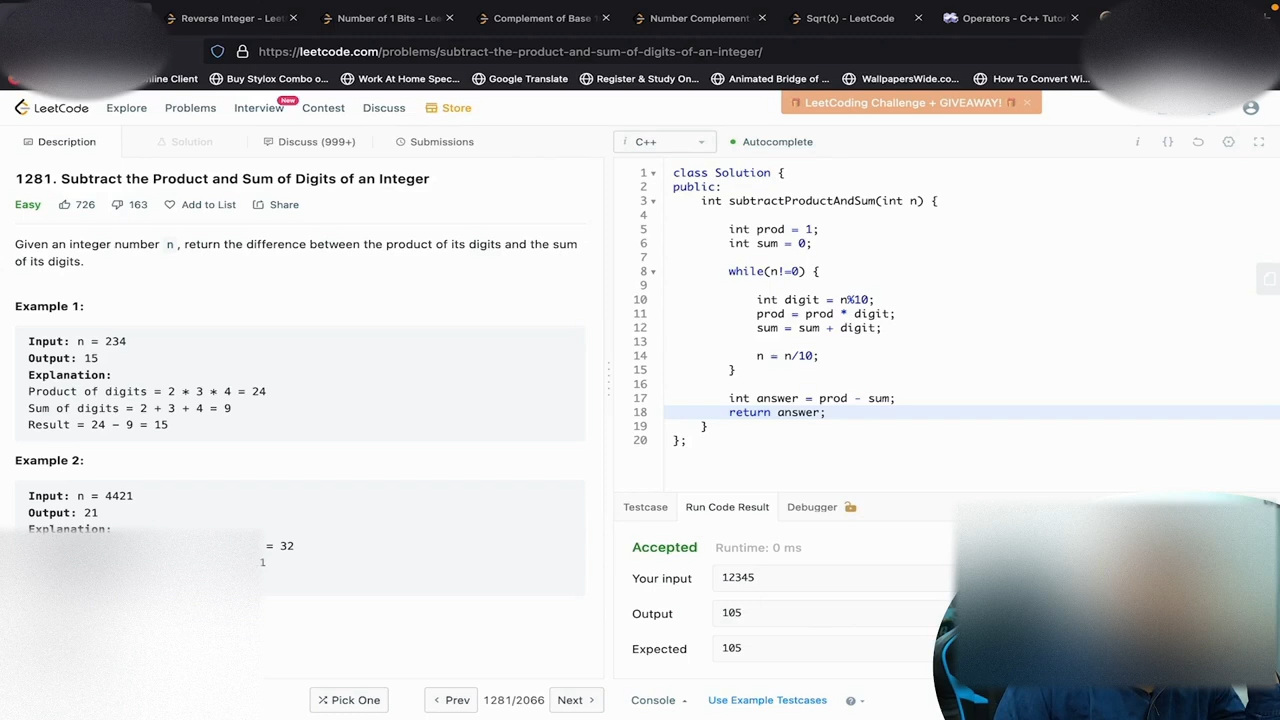 Reverse Integer - Leet
Number of 1 Bits - Lee
Complement of Base
Number Complement
Sqrt(x) - LeetCode
Operators - C++ Tutor
https://leetcode.com/problems/subtract-the-product-and-sum-of-digits-of-an-integer/
nline Client
Buy Stylox Combo o...
Work At Home Spec...
Google Translate
Register & Study On...
Animated Bridge of ...
WallpapersWide.co...
How To Convert Wi...
LeetCode
Explore
Problems
Interview
New
Contest
Discuss
Store
LeetCoding Challenge + GIVEAWAY!
Description
Solution
Discuss (999+)
Submissions
i C++
Autocomplete
1281. Subtract the Product and Sum of Digits of an Integer
Easy
726
163
Add to List
Share
Given an integer number n, return the difference between the product of its digits and the sum
of its digits.
Example 1:
Input: n = 234
Output: 15
Explanation:
Product of digits = 2 * 3 * 4 = 24
Sum of digits = 2 + 3 + 4 = 9
Result = 24 - 9 = 15
Example 2:
Input: n = 4421
Output: 21
Explanation:
= 32
1
Pick One
Prev
1281/2066
Next
1 class Solution {
2 public:
3 int subtractProductAndSum(int n) {
4
5 int prod = 1;
6 int sum = 0;
7
8 while(n!=0) {
9
10 int digit = n%10;
11 prod = prod * digit;
12 sum = sum + digit;
13
14 n = n/10;
15 }
16
17 int answer = prod - sum;
18 return answer;
19 }
20 };
Testcase
Run Code Result
Debugger
Accepted Runtime: 0 ms
Your input 12345
Output 105
Expected 105
Console
Use Example Testcases